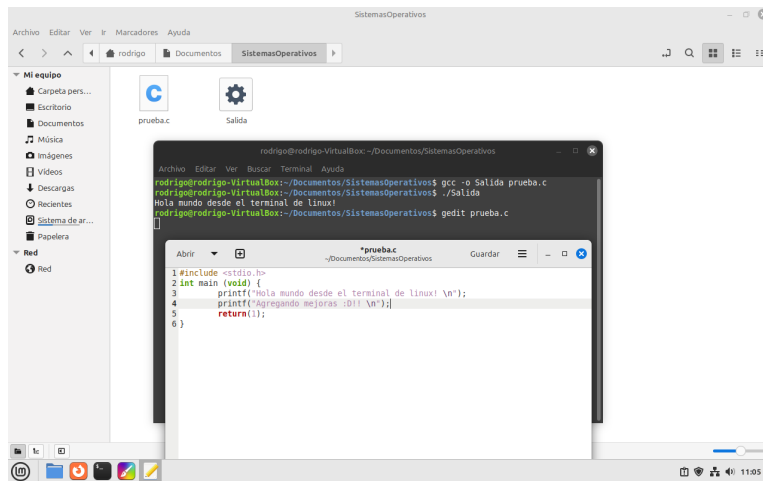 SistemasOperativos
Archivo Editar Ver Ir Marcadores Ayuda
rodrigo Documentos SistemasOperativos
Mi equipo
Carpeta pers...
Escritorio
Documentos
Música
Imágenes
Vídeos
Descargas
Recientes
Sistema de ar...
Papelera
Red
Red
prueba.c
Salida
rodrigo@rodrigo-VirtualBox: ~/Documentos/SistemasOperativos
Archivo Editar Ver Buscar Terminal Ayuda
rodrigo@rodrigo-VirtualBox:~/Documentos/SistemasOperativos$ gcc -o Salida prueba.c
rodrigo@rodrigo-VirtualBox:~/Documentos/SistemasOperativos$ ./Salida
Hola mundo desde el terminal de linux!
rodrigo@rodrigo-VirtualBox:~/Documentos/SistemasOperativos$ gedit prueba.c
Abrir
*prueba.c
~/Documentos/SistemasOperativos
Guardar
1 #include <stdio.h>
2 int main (void) {
3 printf("Hola mundo desde el terminal de linux! \n");
4 printf("Agregando mejoras :D!! \n");
5 return(1);
6 }
11:05